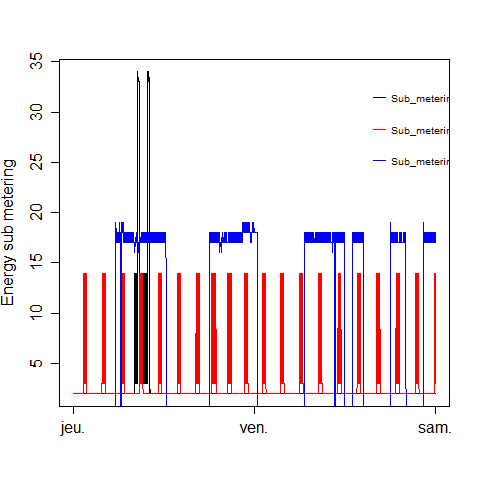 35
30
25
20
15
10
5
Energy sub metering
Sub_meterin
Sub_meterin
Sub_meterin
jeu. ven. sam.